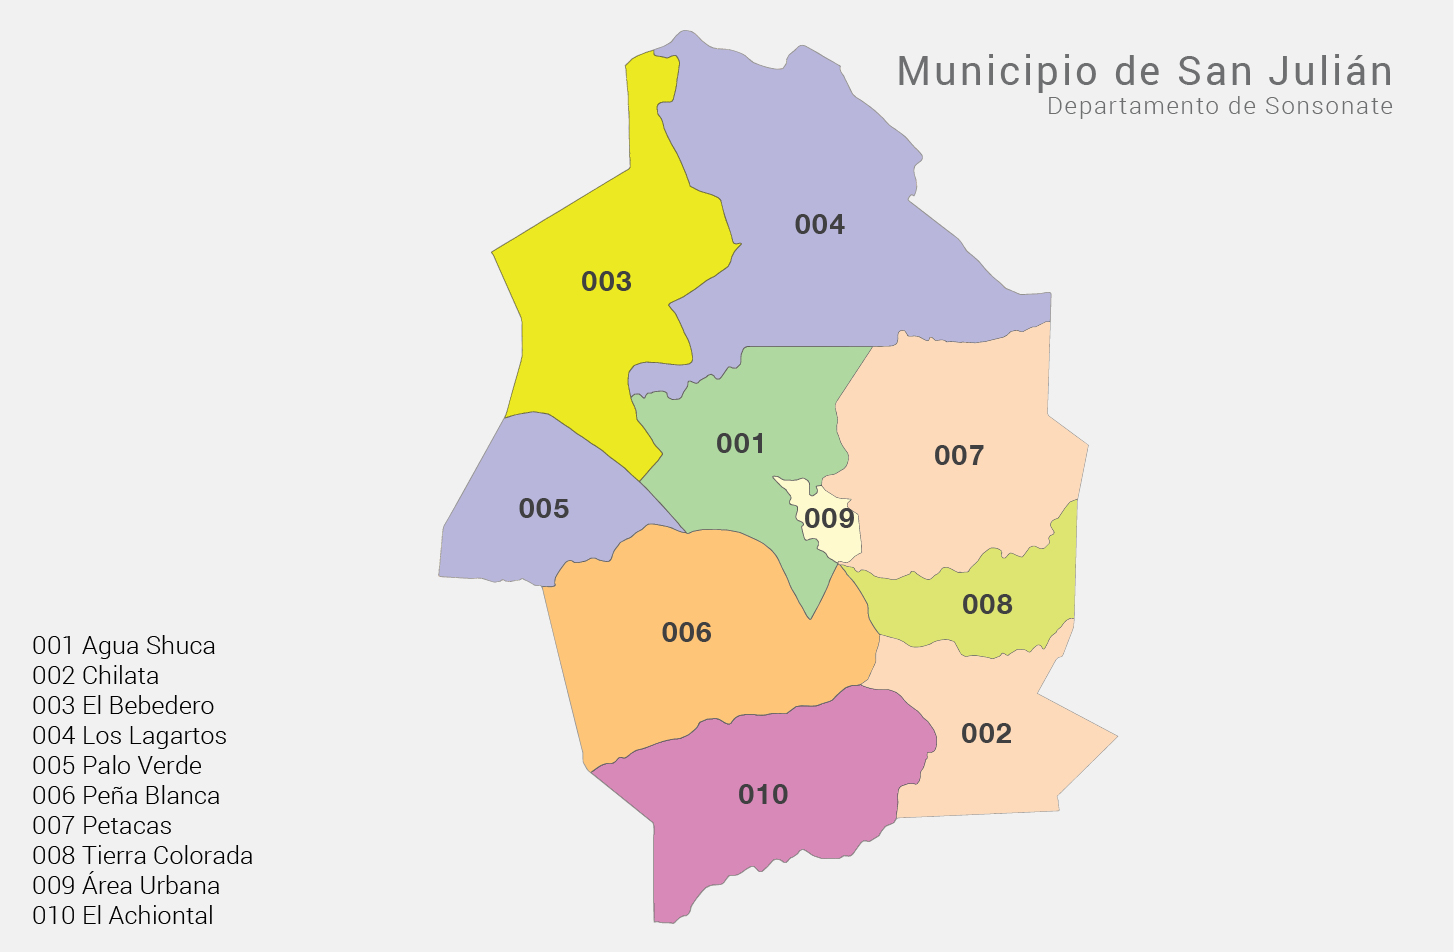 Municipio de San Julián
Departamento de Sonsonate
004
003
001
007
005
009
008
006
002
010
001 Agua Shuca
002 Chilata
003 El Bebedero
004 Los Lagartos
005 Palo Verde
006 Peña Blanca
007 Petacas
008 Tierra Colorada
009 Área Urbana
010 El Achiontal